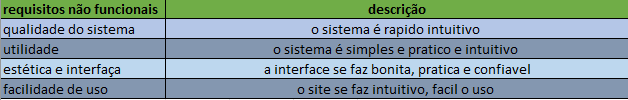 requisitos não funcionais descrição
qualidade do sistema o sistema é rapido intuitivo
utilidade o sistema é simples e pratico e intuitivo
estética e interfaça a interface se faz bonita, pratica e confiavel
facilidade de uso o site se faz intuitivo, facil o uso